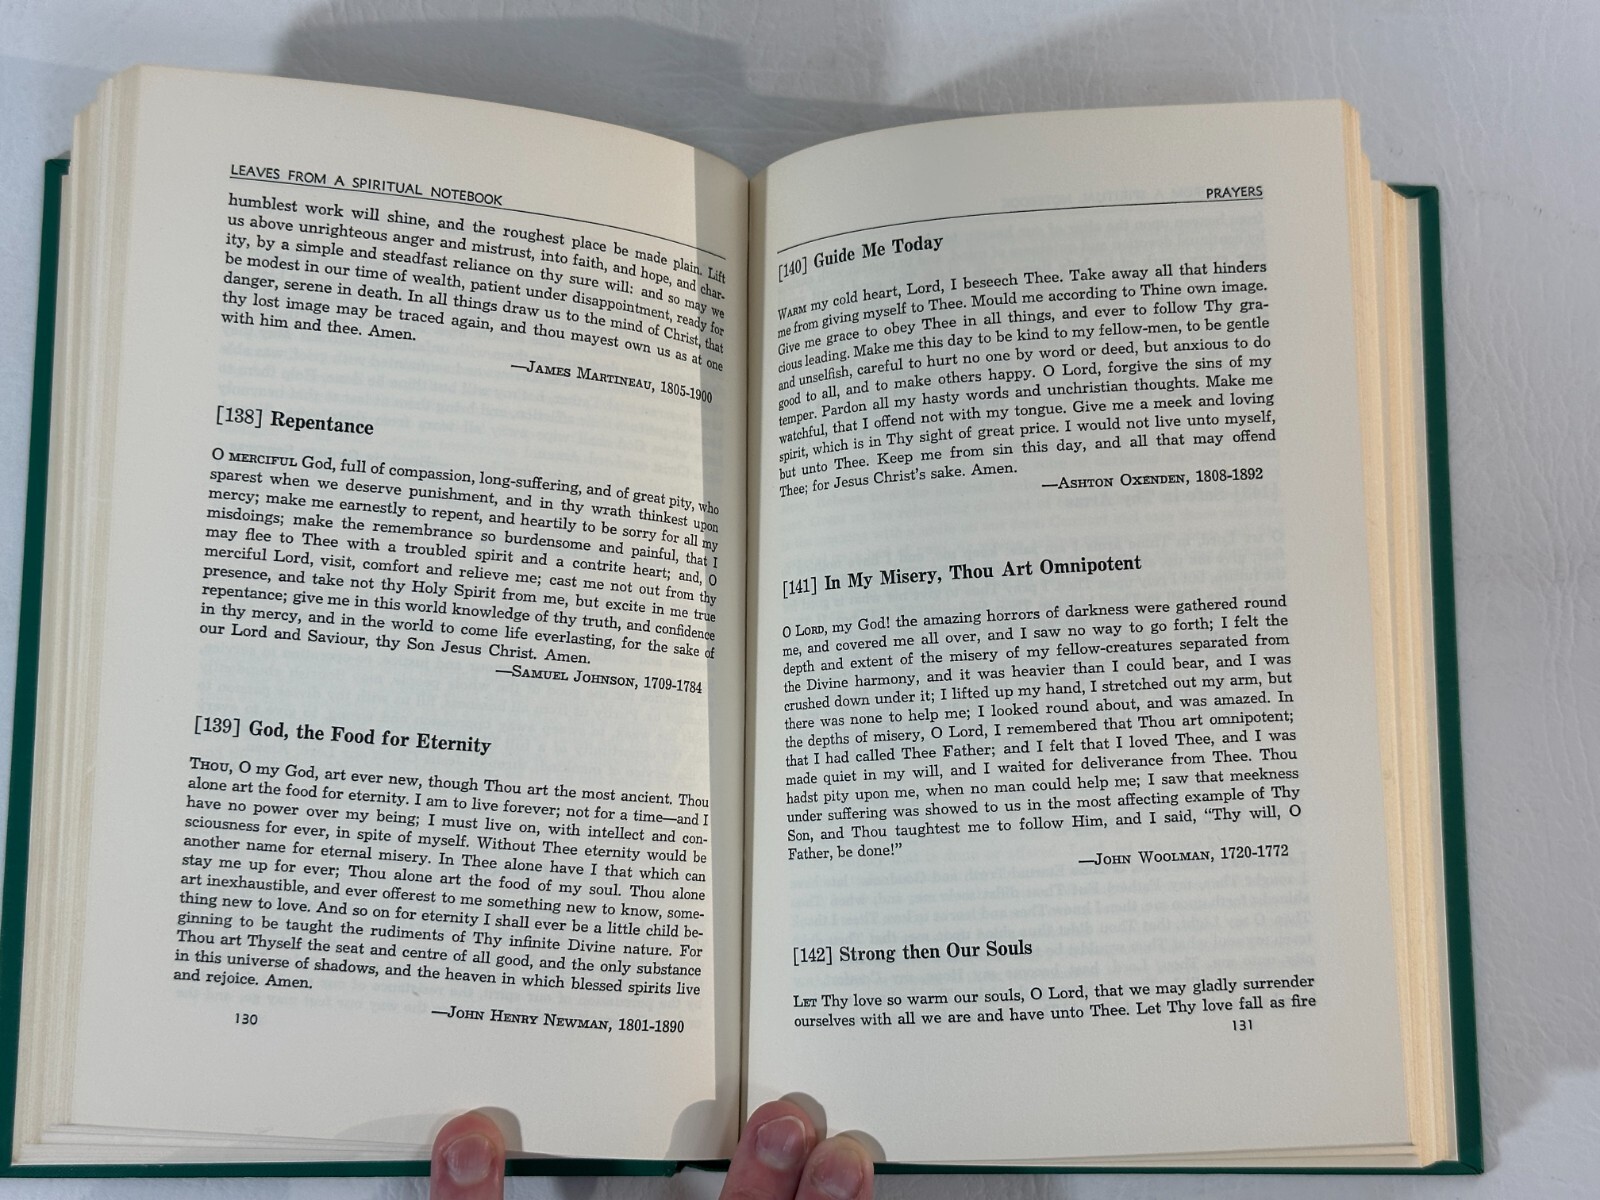 LEAVES FROM A SPIRITUAL NOTEBOOK
humblest work will shine, and the roughest place be made plain. Lift
us above unrighteous anger and mistrust, into faith, and hope, and char-
ity, by a simple and steadfast reliance on thy sure will: and so may we
be modest in our time of wealth, patient under disappointment, ready for
danger, serene in death. In all things draw us to the mind of Christ, that
thy lost image may be traced again, and thou mayest own us as at one
with him and thee. Amen.
—JAMES MARTINEAU, 1805-1900
[138] Repentance
O MERCIFUL God, full of compassion, long-suffering, and of great pity, who
sparest when we deserve punishment, and in thy wrath thinkest upon
mercy; make me earnestly to repent, and heartily to be sorry for all my
misdoings; make the remembrance so burdensome and painful, that I
may flee to Thee with a troubled spirit and a contrite heart; and, O
merciful Lord, visit, comfort and relieve me; cast me not out from thy
presence, and take not thy Holy Spirit from me, but excite in me true
repentance; give me in this world knowledge of thy truth, and confidence
in thy mercy, and in the world to come life everlasting, for the sake of
our Lord and Saviour, thy Son Jesus Christ. Amen.
—SAMUEL JOHNSON, 1709-1784
[139] God, the Food for Eternity
THOU, O my God, art ever new, though Thou art the most ancient. Thou
alone art the food for eternity. I am to live forever; not for a time—and I
have no power over my being; I must live on, with intellect and con-
sciousness for ever, in spite of myself. Without Thee eternity would be
another name for eternal misery. In Thee alone have I that which can
stay me up for ever; Thou alone art the food of my soul. Thou alone
art inexhaustible, and ever offerest to me something new to know, some-
thing new to love. And so on for eternity I shall ever be a little child be-
ginning to be taught the rudiments of Thy infinite Divine nature. For
Thou art Thyself the seat and centre of all good, and the only substance
in this universe of shadows, and the heaven in which blessed spirits live
and rejoice. Amen.
—JOHN HENRY NEWMAN, 1801-1890
130
PRAYERS
[140] Guide Me Today
WARM my cold heart, Lord, I beseech Thee. Take away all that hinders
me from giving myself to Thee. Mould me according to Thine own image.
Give me grace to obey Thee in all things, and ever to follow Thy gra-
cious leading. Make me this day to be kind to my fellow-men, to be gentle
and unselfish, careful to hurt no one by word or deed, but anxious to do
good to all, and to make others happy. O Lord, forgive the sins of my
temper. Pardon all my hasty words and unchristian thoughts. Make me
watchful, that I offend not with my tongue. Give me a meek and loving
spirit, which is in Thy sight of great price. I would not live unto myself,
but unto Thee. Keep me from sin this day, and all that may offend
Thee; for Jesus Christ's sake. Amen.
—ASHTON OXENDEN, 1808-1892
[141] In My Misery, Thou Art Omnipotent
O LORD, my God! the amazing horrors of darkness were gathered round
me, and covered me all over, and I saw no way to go forth; I felt the
depth and extent of the misery of my fellow-creatures separated from
the Divine harmony, and it was heavier than I could bear, and I was
crushed down under it; I lifted up my hand, I stretched out my arm, but
there was none to help me; I looked round about, and was amazed. In
the depths of misery, O Lord, I remembered that Thou art omnipotent;
that I had called Thee Father; and I felt that I loved Thee, and I was
made quiet in my will, and I waited for deliverance from Thee. Thou
hadst pity upon me, when no man could help me; I saw that meekness
under suffering was showed to us in the most affecting example of Thy
Son, and Thou taughtest me to follow Him, and I said, "Thy will, O
Father, be done!"
—JOHN WOOLMAN, 1720-1772
[142] Strong then Our Souls
LET Thy love so warm our souls, O Lord, that we may gladly surrender
ourselves with all we are and have unto Thee. Let Thy love fall as fire
131